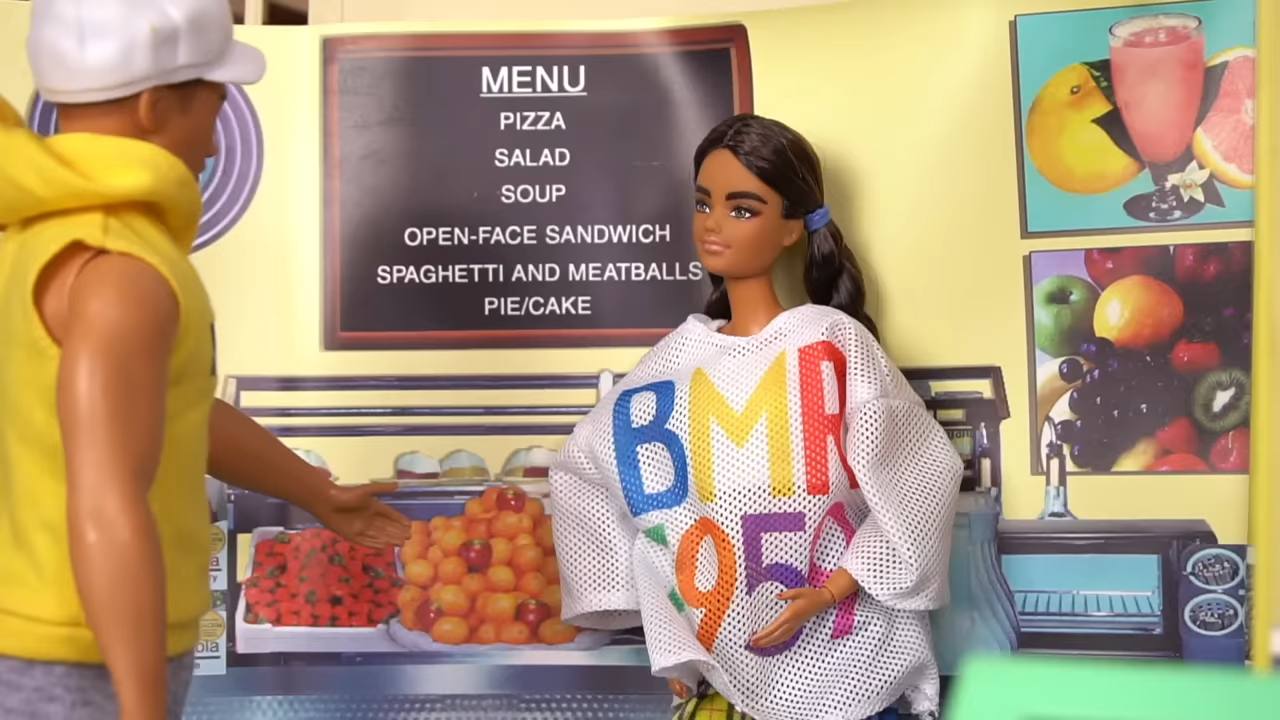 MENU
PIZZA
SALAD
SOUP
OPEN-FACE SANDWICH
SPAGHETTI AND MEATBALLS
PIE/CAKE
BMR
1959